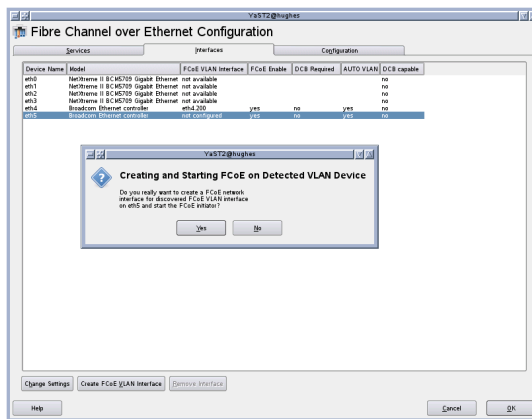 YaST2@hughes
Fibre Channel over Ethernet Configuration
Services Interfaces Configuration
Device Name Model FCoE VLAN Interface FCoE Enable DCB Required AUTO VLAN DCB capable
eth0 NetXtreme II BCM5709 Gigabit Ethernet not available no
eth1 NetXtreme II BCM5709 Gigabit Ethernet not available no
eth2 NetXtreme II BCM5709 Gigabit Ethernet not available no
eth3 NetXtreme II BCM5709 Gigabit Ethernet not available no
eth4 Broadcom Ethernet controller eth4.200 yes no yes no
eth5 Broadcom Ethernet controller not configured yes no yes no
YaST2@hughes
Creating and Starting FCoE on Detected VLAN Device
Do you really want to create a FCoE network
interface for discovered FCoE VLAN interface
on eth5 and start the FCoE initiator?
Yes No
Change Settings Create FCoE VLAN Interface Remove Interface
Help Cancel OK